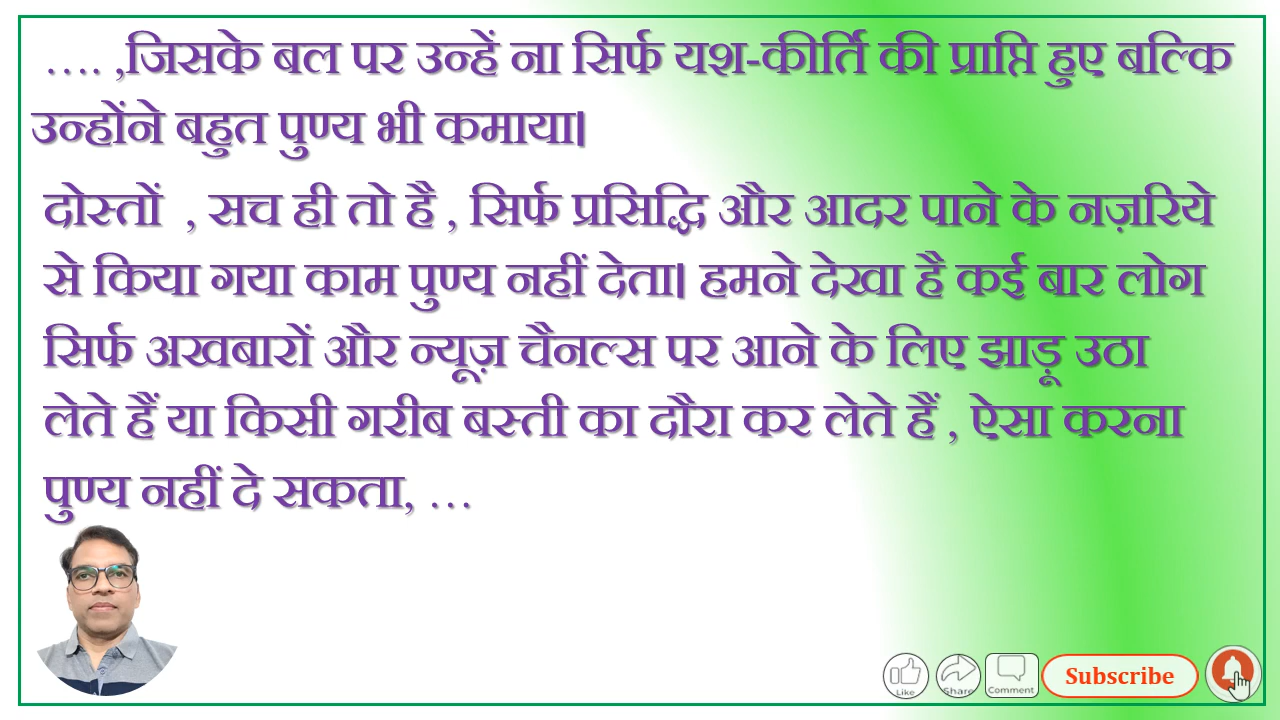 .... ,जिसके बल पर उन्हें ना सिर्फ यश-कीर्ति की प्राप्ति हुए बल्कि
उन्होंने बहुत पुण्य भी कमाया।
दोस्तों , सच ही तो है , सिर्फ प्रसिद्धि और आदर पाने के नज़रिये
से किया गया काम पुण्य नहीं देता। हमने देखा है कई बार लोग
सिर्फ अखबारों और न्यूज़ चैनल्स पर आने के लिए झाड़ू उठा
लेते हैं या किसी गरीब बस्ती का दौरा कर लेते हैं , ऐसा करना
पुण्य नहीं दे सकता, ...
Like Share Comment Subscribe